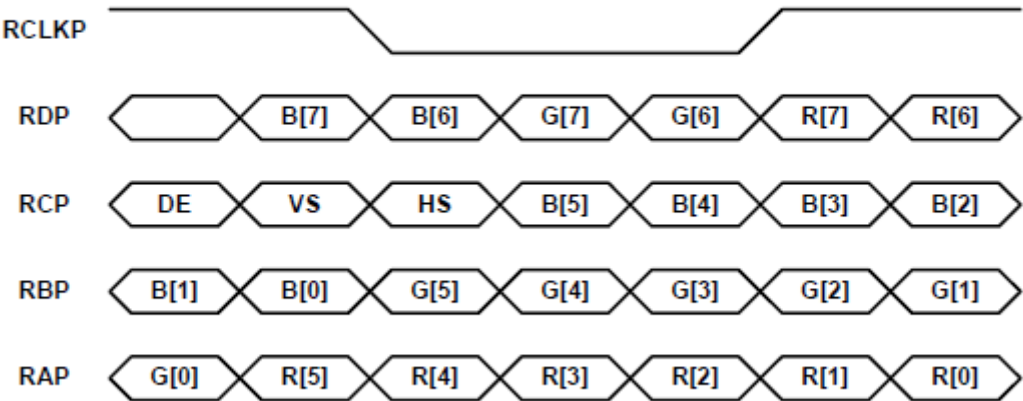 RCLKP
RDP B[7] B[6] G[7] G[6] R[7] R[6]
RCP DE VS HS B[5] B[4] B[3] B[2]
RBP B[1] B[0] G[5] G[4] G[3] G[2] G[1]
RAP G[0] R[5] R[4] R[3] R[2] R[1] R[0]